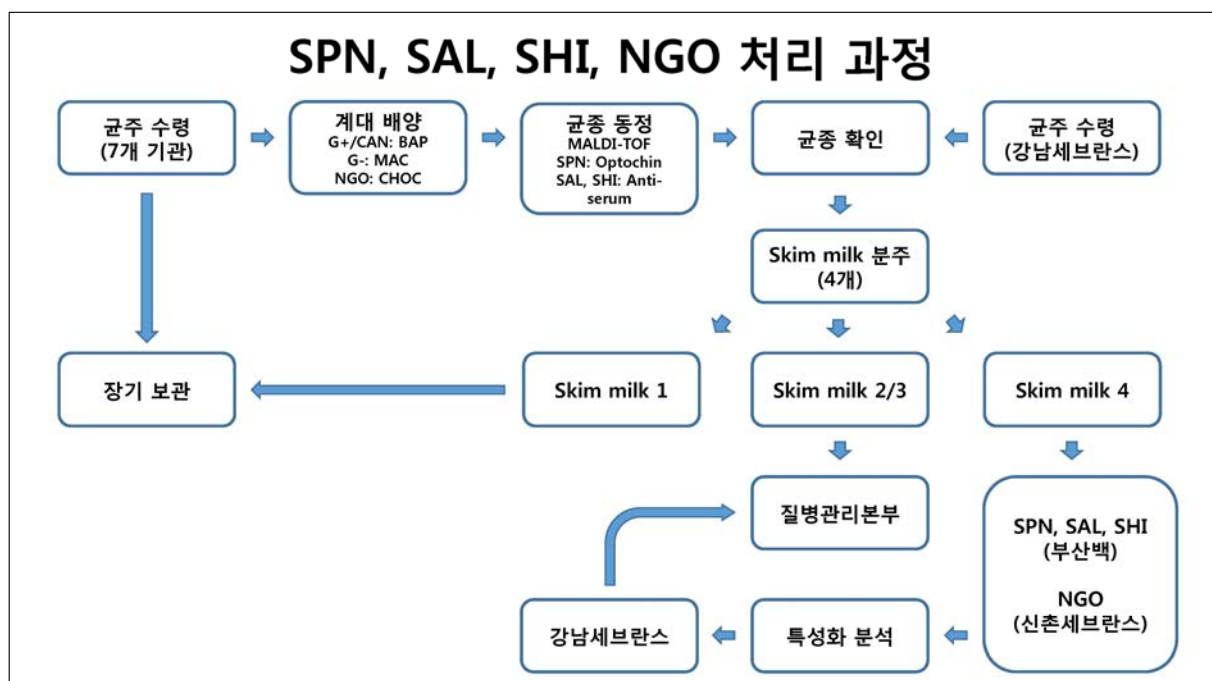 SPN, SAL, SHI, NGO 처리 과정
균주 수령
(7개 기관)
계대 배양
G+/CAN: BAP
G-: MAC
NGO: CHOC
균종 동정
MALDI-TOF
SPN: Optochin
SAL, SHI: Anti-
serum
균종 확인
균주 수령
(강남세브란스)
Skim milk 분주
(4개)
장기 보관
Skim milk 1
Skim milk 2/3
Skim milk 4
질병관리본부
SPN, SAL, SHI
(부산백)
NGO
(신촌세브란스)
강남세브란스
특성화 분석